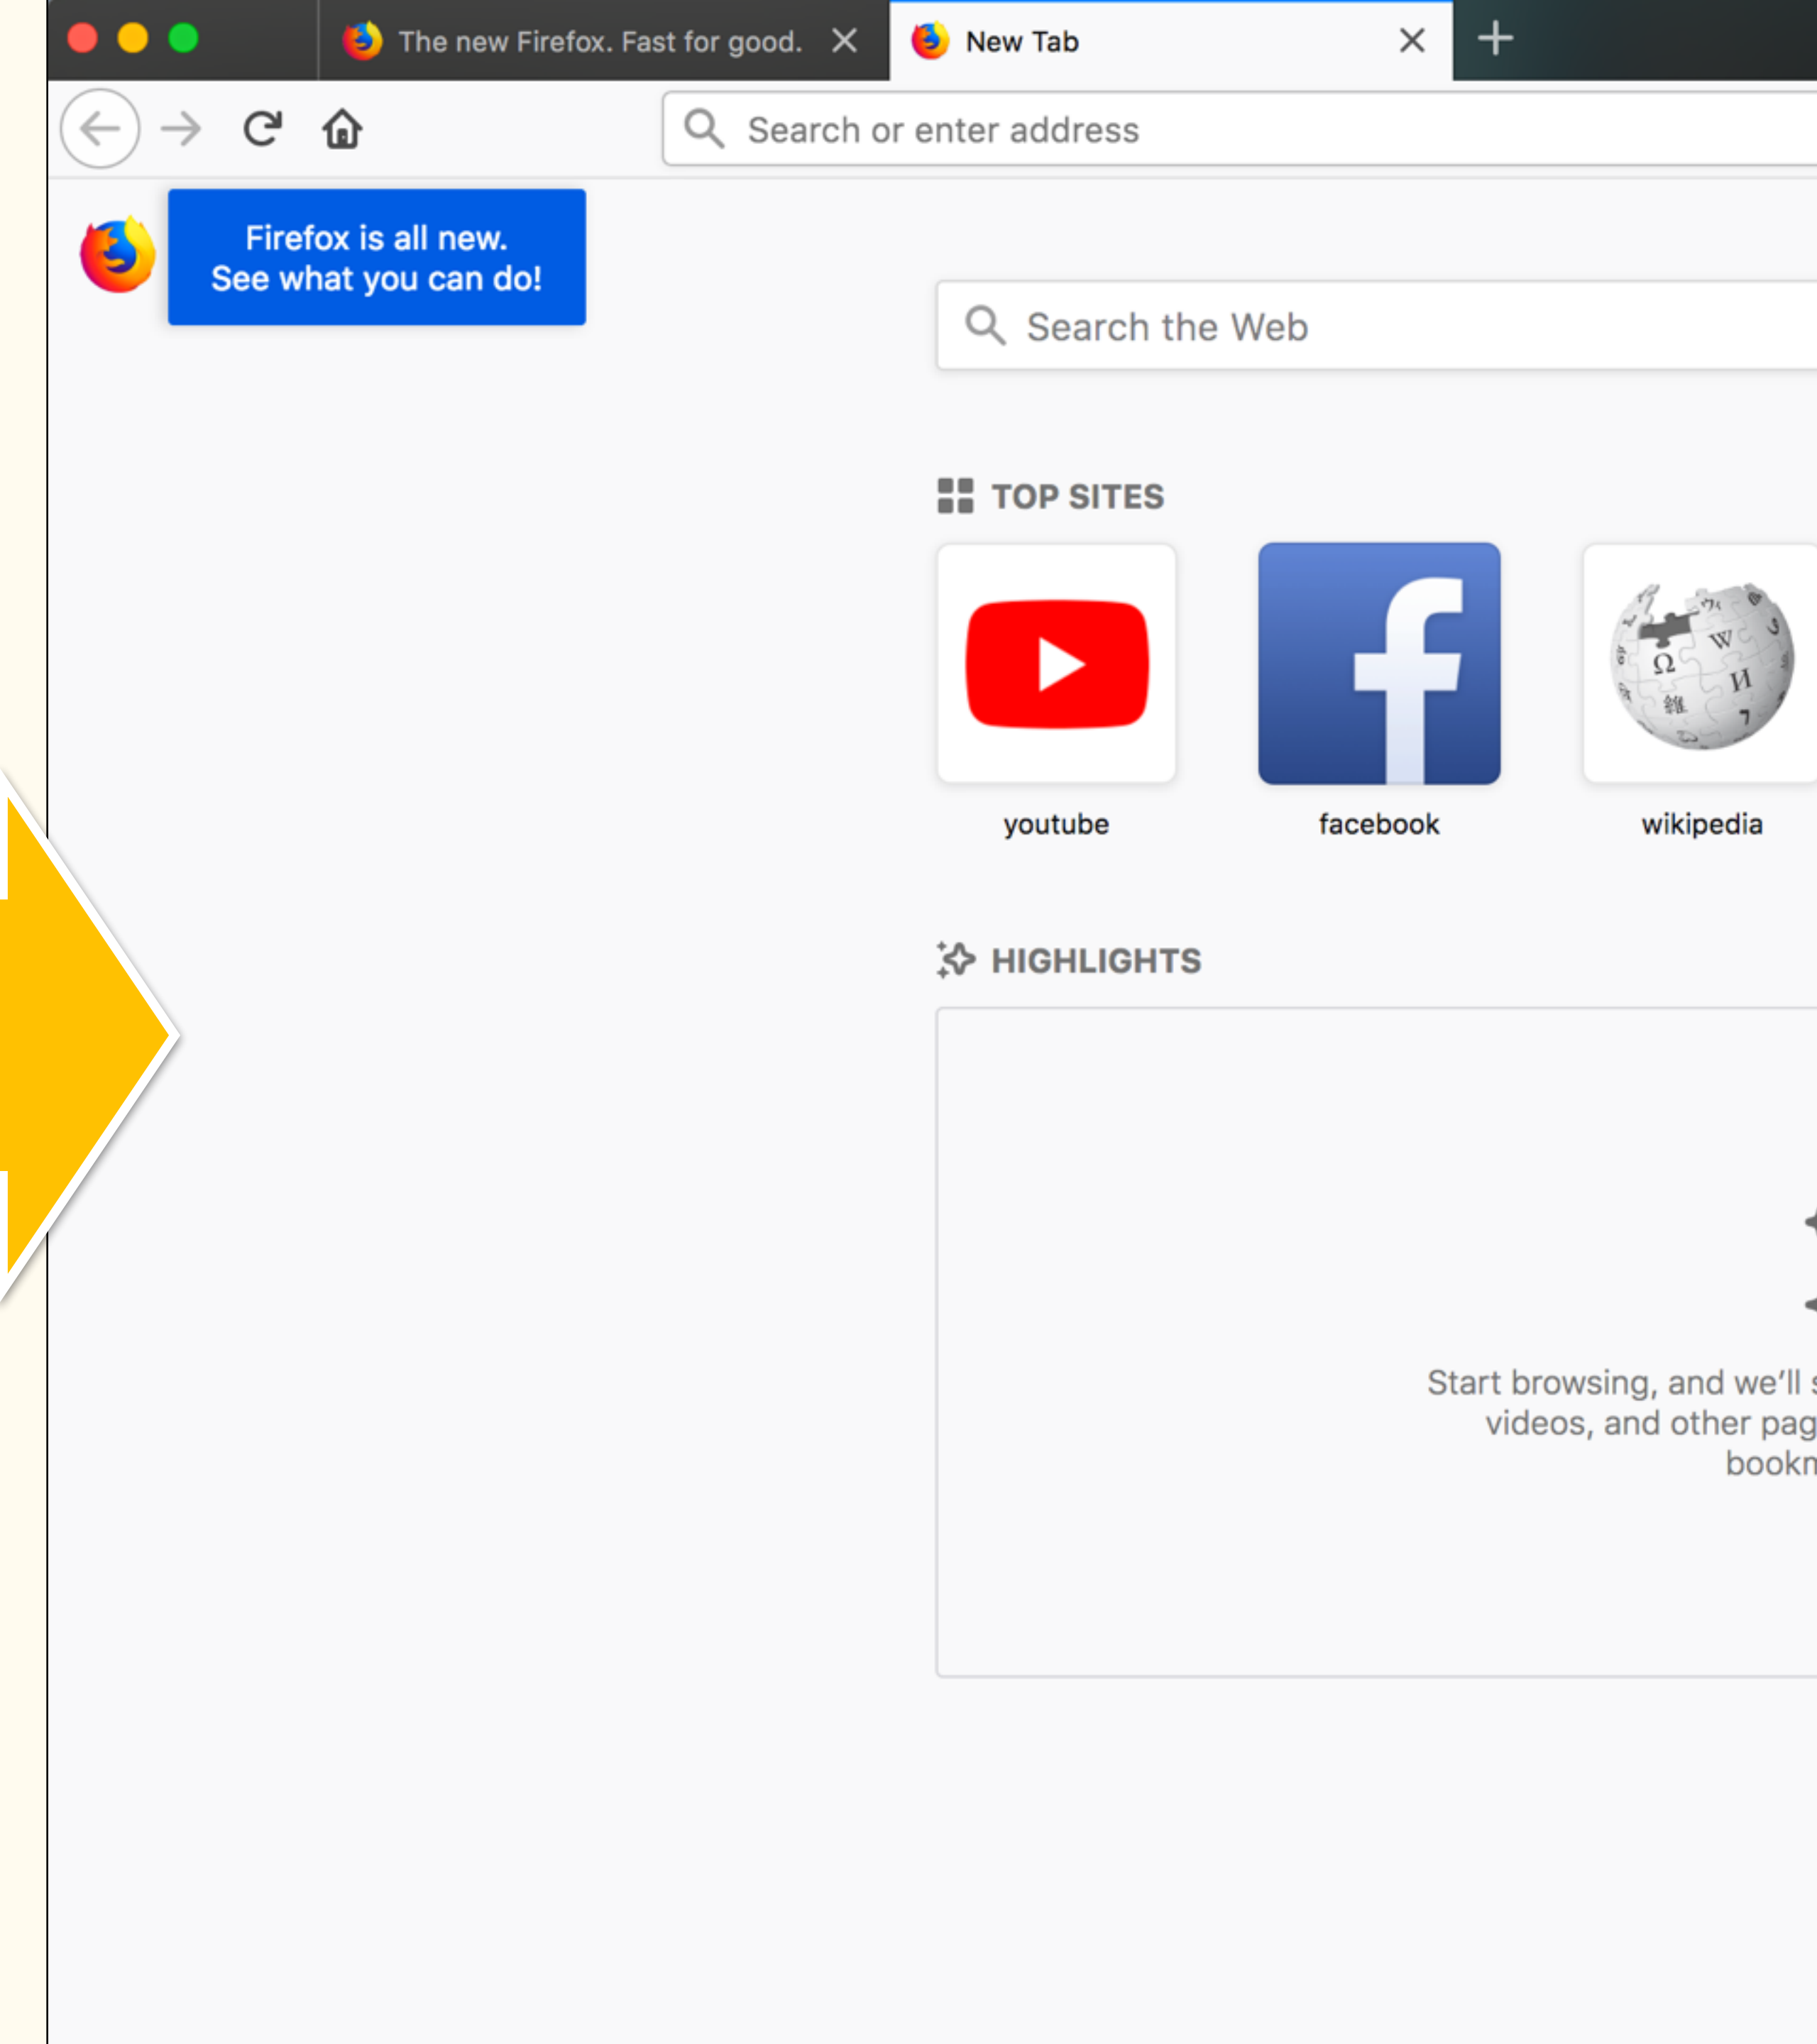 The new Firefox. Fast for good.
New Tab
Search or enter address
Firefox is all new.
See what you can do!
Search the Web
TOP SITES
youtube
facebook
wikipedia
HIGHLIGHTS
Start browsing, and we'll
videos, and other